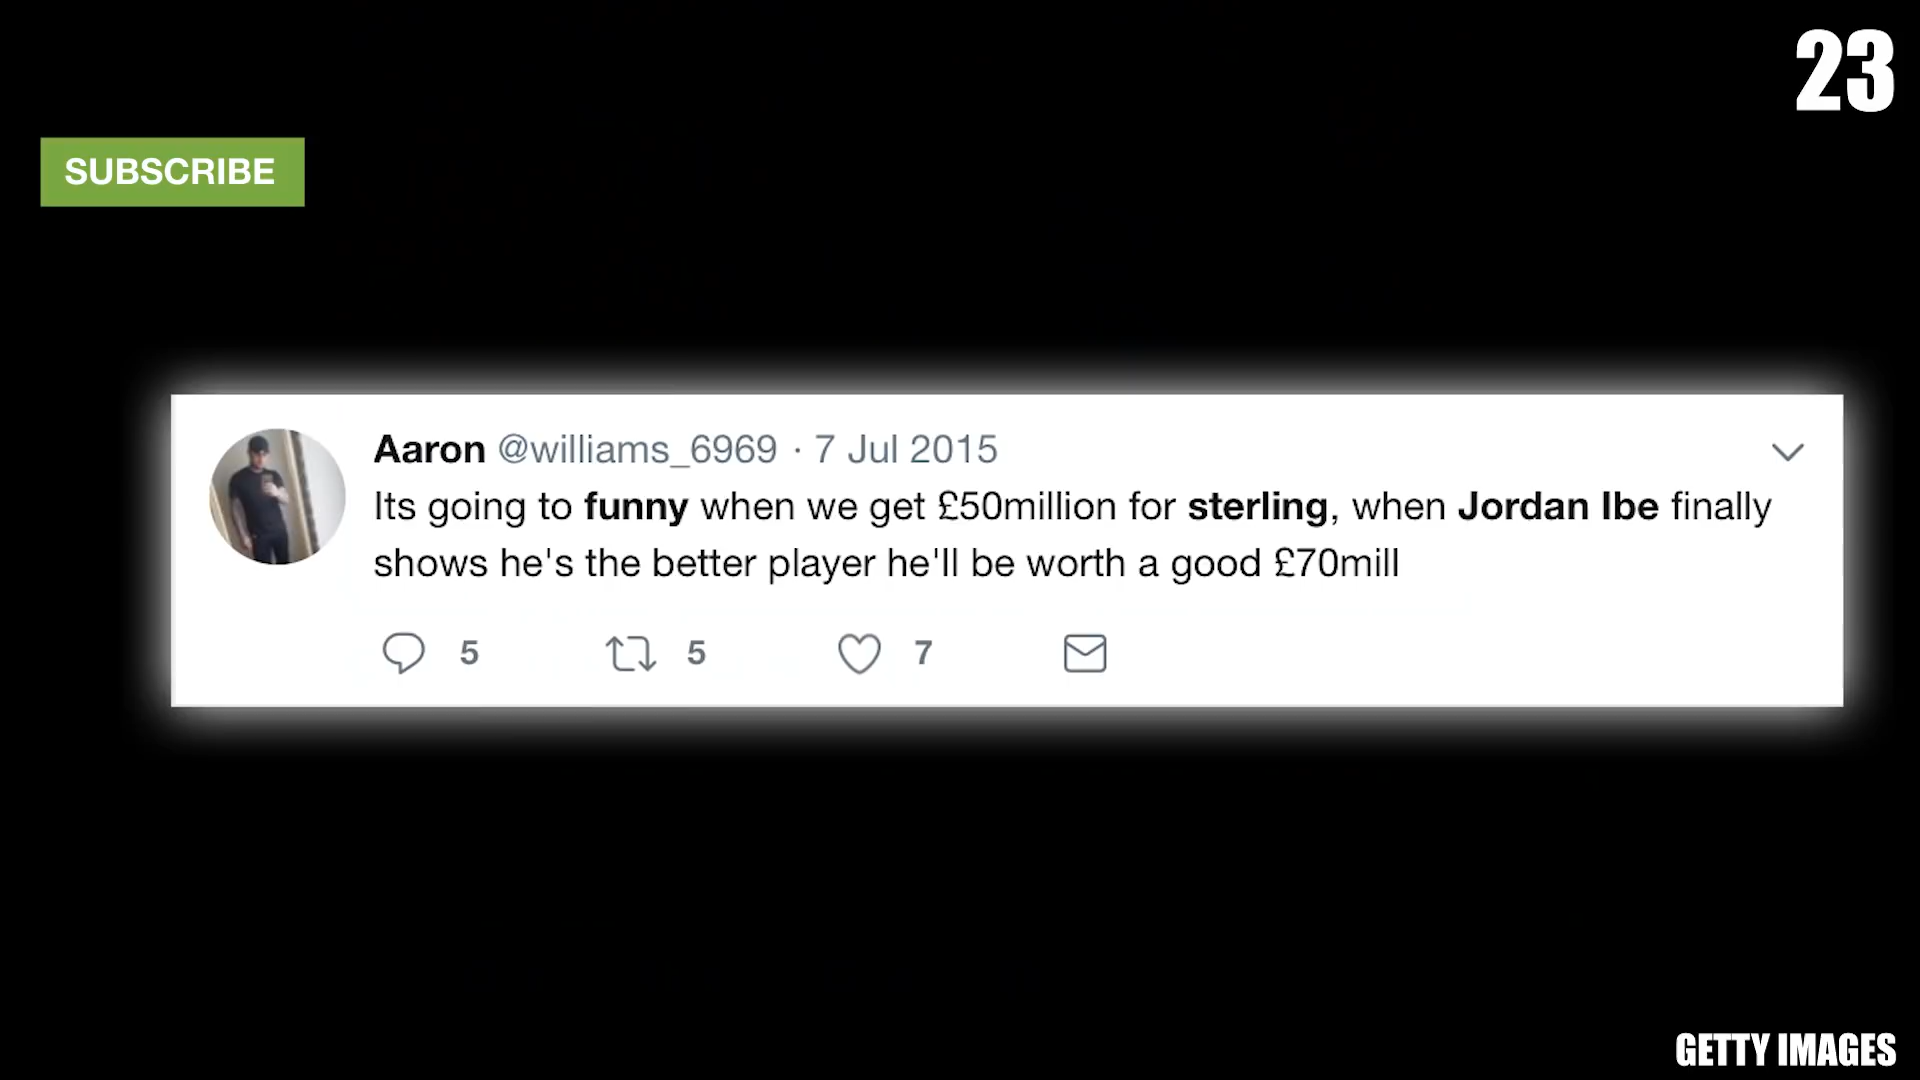 23
SUBSCRIBE
Aaron @williams_6969 · 7 Jul 2015
Its going to funny when we get £50million for sterling, when Jordan Ibe finally
shows he's the better player he'll be worth a good £70mill
5 5 7
GETTY IMAGES